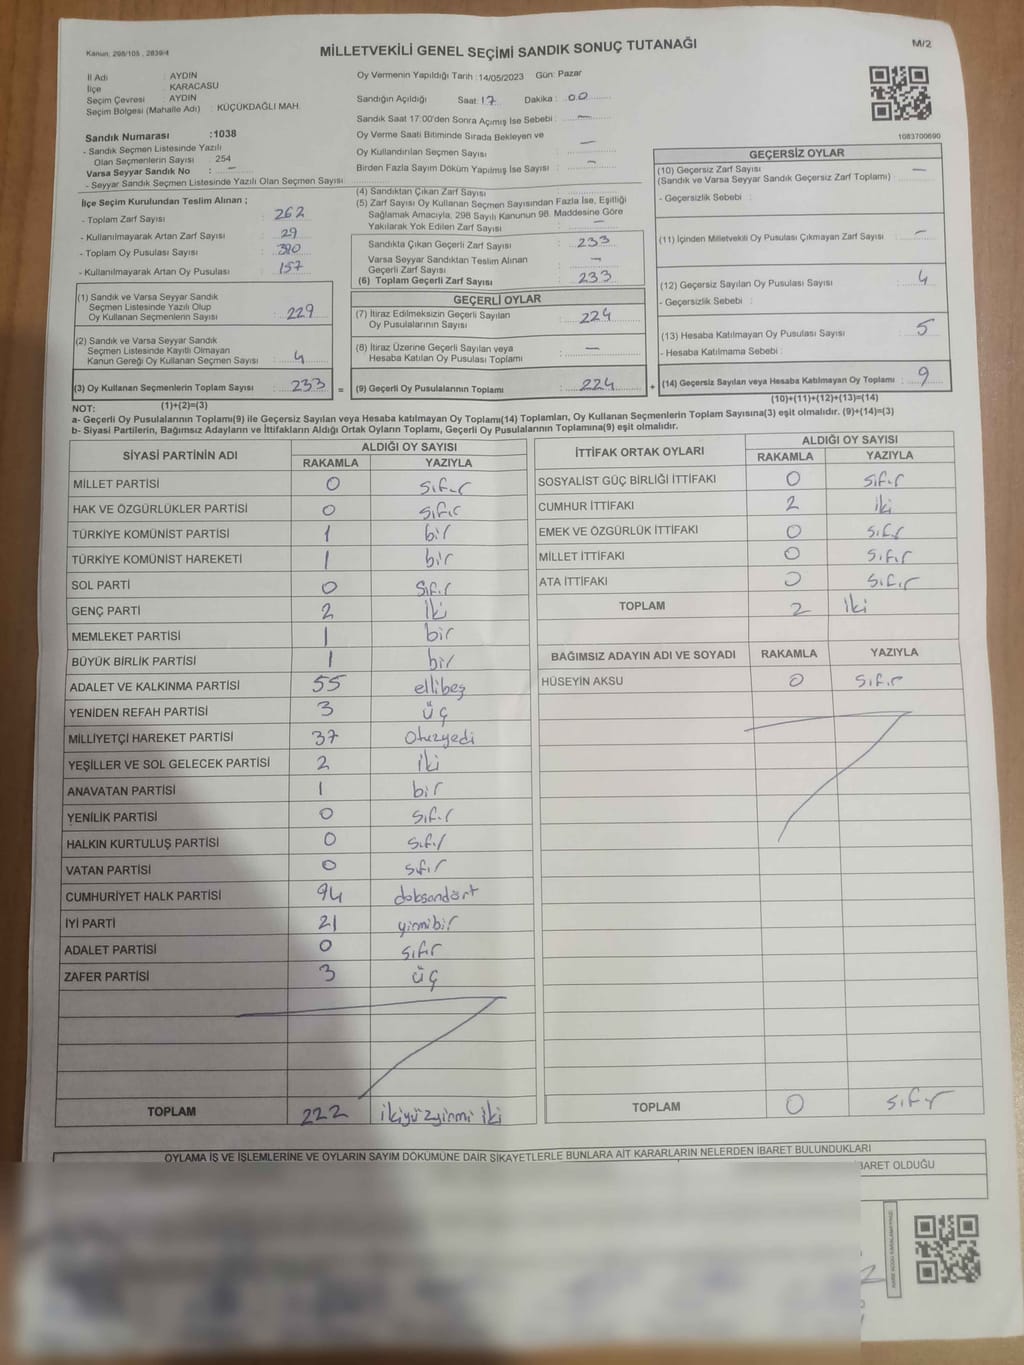 Kanun: 298/105 , 2839/4
MİLLETVEKİLİ GENEL SEÇİMİ SANDIK SONUÇ TUTANAĞI
M/2
İl Adı : AYDIN
İlçe : KARACASU
Seçim Çevresi : AYDIN
Seçim Bölgesi (Mahalle Adı) : KÜÇÜKDAĞLI MAH.
Sandık Numarası :1038
- Sandık Seçmen Listesinde Yazılı
Olan Seçmenlerin Sayısı : 254
Varsa Seyyar Sandık No : —
- Seyyar Sandık Seçmen Listesinde Yazılı Olan Seçmen Sayısı
Oy Vermenin Yapıldığı Tarih : 14/05/2023 Gün: Pazar
Sandığın Açıldığı Saat: 17 Dakika : 00
Sandık Saat 17:00'den Sonra Açımış İse Sebebi : —
Oy Verme Saati Bitiminde Sırada Bekleyen ve
Oy Kullandırılan Seçmen Sayısı —
Birden Fazla Sayım Döküm Yapılmış İse Sayısı : —
1083700690
İlçe Seçim Kurulundan Teslim Alınan ;
- Toplam Zarf Sayısı : 262
- Kullanılmayarak Artan Zarf Sayısı : 29
- Toplam Oy Pusulası Sayısı : 390
- Kullanılmayarak Artan Oy Pusulası : 157
(1) Sandık ve Varsa Seyyar Sandık
Seçmen Listesinde Yazılı Olup
Oy Kullanan Seçmenlerin Sayısı : 229
(2) Sandık ve Varsa Seyyar Sandık
Seçmen Listesinde Kayıtlı Olmayan
Kanun Gereği Oy Kullanan Seçmen Sayısı : 4
(3) Oy Kullanan Seçmenlerin Toplam Sayısı : 233 =
(4) Sandıktan Çıkan Zarf Sayısı
(5) Zarf Sayısı Oy Kullanan Seçmen Sayısından Fazla İse, Eşitliği
Sağlamak Amacıyla, 298 Sayılı Kanunun 98. Maddesine Göre
Yakılarak Yok Edilen Zarf Sayısı : —
Sandıkta Çıkan Geçerli Zarf Sayısı : 233
Varsa Seyyar Sandıktan Teslim Alınan
Geçerli Zarf Sayısı —
(6) Toplam Geçerli Zarf Sayısı : 233
GEÇERLİ OYLAR
(7) İtiraz Edilmeksizin Geçerli Sayılan
Oy Pusulalarının Sayısı : 224
(8) İtiraz Üzerine Geçerli Sayılan veya
Hesaba Katılan Oy Pusulası Toplamı : —
(9) Geçerli Oy Pusulalarının Toplamı : 224 +
GEÇERSİZ OYLAR
(10) Geçersiz Zarf Sayısı —
(Sandık ve Varsa Seyyar Sandık Geçersiz Zarf Toplamı)
- Geçersizlik Sebebi :
(11) İçinden Milletvekili Oy Pusulası Çıkmayan Zarf Sayısı : —
(12) Geçersiz Sayılan Oy Pusulası Sayısı : 4
- Geçersizlik Sebebi :
(13) Hesaba Katılmayan Oy Pusulası Sayısı : 5
- Hesaba Katılmama Sebebi :
(14) Geçersiz Sayılan veya Hesaba Katılmayan Oy Toplamı : 9
NOT: (1)+(2)=(3)
(10)+(11)+(12)+(13)=(14)
a- Geçerli Oy Pusulalarının Toplamı(9) ile Geçersiz Sayılan veya Hesaba katılmayan Oy Toplamı(14) Toplamları, Oy Kullanan Seçmenlerin Toplam Sayısına(3) eşit olmalıdır. (9)+(14)=(3)
b- Siyasi Partilerin, Bağımsız Adayların ve İttifakların Aldığı Ortak Oyların Toplamı, Geçerli Oy Pusulalarının Toplamına(9) eşit olmalıdır.
SİYASİ PARTİNİN ADI ALDIĞI OY SAYISI
RAKAMLA YAZIYLA
MİLLET PARTİSİ 0 sıfır
HAK VE ÖZGÜRLÜKLER PARTİSİ 0 sıfır
TÜRKİYE KOMÜNİST PARTİSİ 1 bir
TÜRKİYE KOMÜNİST HAREKETİ 1 bir
SOL PARTİ 0 sıfır
GENÇ PARTİ 2 iki
MEMLEKET PARTİSİ 1 bir
BÜYÜK BİRLİK PARTİSİ 1 bir
ADALET VE KALKINMA PARTİSİ 55 ellibeş
YENİDEN REFAH PARTİSİ 3 üç
MİLLİYETÇİ HAREKET PARTİSİ 37 otuzyedi
YEŞİLLER VE SOL GELECEK PARTİSİ 2 iki
ANAVATAN PARTİSİ 1 bir
YENİLİK PARTİSİ 0 sıfır
HALKIN KURTULUŞ PARTİSİ 0 sıfır
VATAN PARTİSİ 0 sıfır
CUMHURİYET HALK PARTİSİ 94 doksandört
İYİ PARTİ 21 yirmibir
ADALET PARTİSİ 0 sıfır
ZAFER PARTİSİ 3 üç
TOPLAM 222 ikiyüzyirmi iki
İTTİFAK ORTAK OYLARI ALDIĞI OY SAYISI
RAKAMLA YAZIYLA
SOSYALİST GÜÇ BİRLİĞİ İTTİFAKI 0 sıfır
CUMHUR İTTİFAKI 2 iki
EMEK VE ÖZGÜRLÜK İTTİFAKI 0 sıfır
MİLLET İTTİFAKI 0 sıfır
ATA İTTİFAKI 0 sıfır
TOPLAM 2 iki
BAĞIMSIZ ADAYIN ADI VE SOYADI RAKAMLA YAZIYLA
HÜSEYİN AKSU 0 sıfır
TOPLAM 0 sıfır
OYLAMA İŞ VE İŞLEMLERİNE VE OYLARIN SAYIM DÖKÜMÜNE DAİR ŞİKAYETLERLE BUNLARA AİT KARARLARIN NELERDEN İBARET BULUNDUKLARI
BARET OLDUĞU